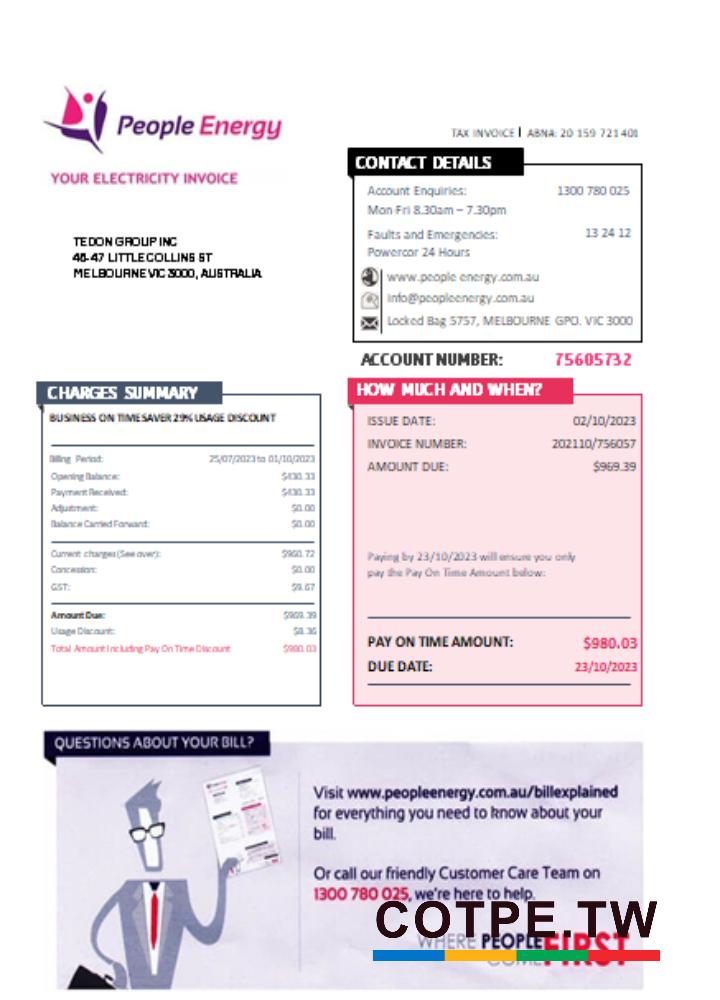 People Energy
TAX INVOICE | ABN#: 20 159 721 401
YOUR ELECTRICITY INVOICE
CONTACT DETAILS
Account Enquiries: 1300 780 025
Mon Fri 8.30am – 7.30pm
Faults and Emergencies: 13 24 12
Powercor 24 Hours
www.people energy.com.au
info@peopleenergy.com.au
Locked Bag 5757, MELBOURNE GPO. VIC 3000
TEDON GROUP INC
46-47 LITTLE COLLINS ST
MELBOURNE VIC 3000, AUSTRALIA
ACCOUNT NUMBER: 75605732
CHARGES SUMMARY
BUSINESS ON TIME SAVER 29% USAGE DISCOUNT
Billing Period: 25/07/2023 to 01/10/2023
Opening Balance: $430.33
Payment Received: $430.33
Adjustment: $0.00
Balance Carried Forward: $0.00
Current charges (See over): $960.72
Concession: $0.00
GST: $9.67
Amount Due: $969.39
Usage Discount: $8.36
Total Amount Including Pay On Time Discount $980.03
HOW MUCH AND WHEN?
ISSUE DATE: 02/10/2023
INVOICE NUMBER: 202110/756057
AMOUNT DUE: $969.39
Paying by 23/10/2023 will ensure you only
pay the Pay On Time Amount below:
PAY ON TIME AMOUNT: $980.03
DUE DATE: 23/10/2023
QUESTIONS ABOUT YOUR BILL?
Visit www.peopleenergy.com.au/billexplained
for everything you need to know about your
bill.
Or call our friendly Customer Care Team on
1300 780 025, we're here to help.
COTPE.TW
WHERE PEOPLE
COME FIRST